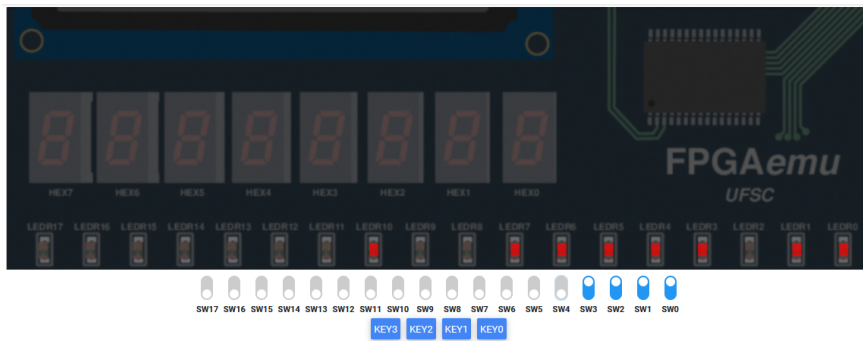 FPGAemu
UFSC
HEX7 HEX6 HEX5 HEX4 HEX3 HEX2 HEX1 HEX0
LEDR17 LEDR16 LEDR15 LEDR14 LEDR13 LEDR12 LEDR11 LEDR10 LEDR9 LEDR8 LEDR7 LEDR6 LEDR5 LEDR4 LEDR3 LEDR2 LEDR1 LEDR0
SW17 SW16 SW15 SW14 SW13 SW12 SW11 SW10 SW9 SW8 SW7 SW6 SW5 SW4 SW3 SW2 SW1 SW0
KEY3 KEY2 KEY1 KEY0